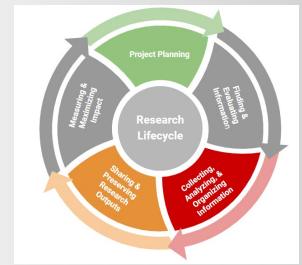 Project Planning
Finding &
Evaluating
Information
Collecting,
Analyzing, &
Organizing
Information
Sharing &
Preserving
Research
Outputs
Measuring &
Maximizing
Impact
Research
Lifecycle